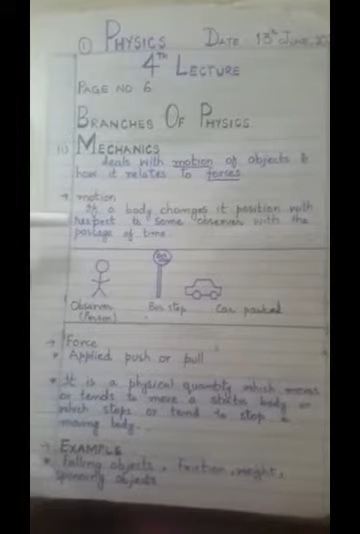 ① PHYSICS DATE 13th JUNE, 20
4TH LECTURE
PAGE NO 6
BRANCHES OF PHYSICS
MECHANICS
deals with motion of objects &
how it relates to forces
→ motion
If a body changes it position with
respect to some observer with the
passage of time
Observer
(Person)
Bus stop
Car parked
→ Force
• Applied push or pull
• It is a physical quantity which moves
or tends to move a static body or
which stops or tend to stop a
moving body.
→ EXAMPLE
• Falling objects, Friction, weight,
objects